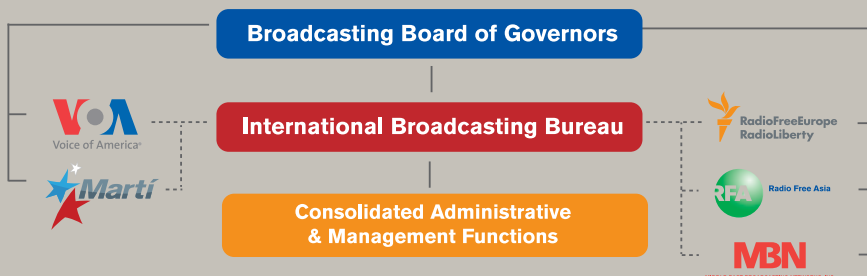 Broadcasting Board of Governors
VOA
Voice of America
International Broadcasting Bureau
RadioFreeEurope
RadioLiberty
Martí
RFA
Radio Free Asia
Consolidated Administrative
& Management Functions
MBN